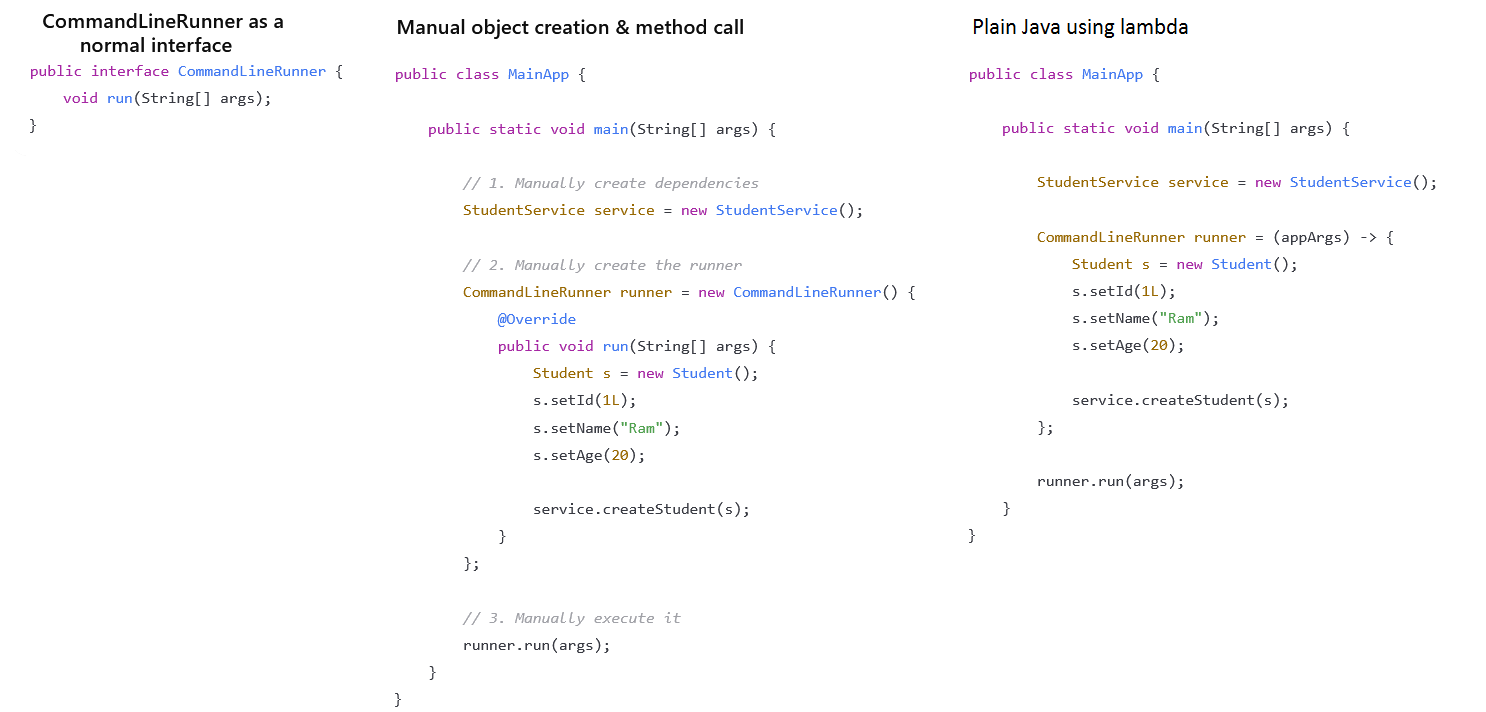 CommandLineRunner as a
normal interface
public interface CommandLineRunner {
    void run(String[] args);
}
Manual object creation & method call
public class MainApp {
    public static void main(String[] args) {
        // 1. Manually create dependencies
        StudentService service = new StudentService();
        // 2. Manually create the runner
        CommandLineRunner runner = new CommandLineRunner() {
            @Override
            public void run(String[] args) {
                Student s = new Student();
                s.setId(1L);
                s.setName("Ram");
                s.setAge(20);
                service.createStudent(s);
            }
        };
        // 3. Manually execute it
        runner.run(args);
    }
}
Plain Java using lambda
public class MainApp {
    public static void main(String[] args) {
        StudentService service = new StudentService();
        CommandLineRunner runner = (appArgs) -> {
            Student s = new Student();
            s.setId(1L);
            s.setName("Ram");
            s.setAge(20);
            service.createStudent(s);
        };
        runner.run(args);
    }
}